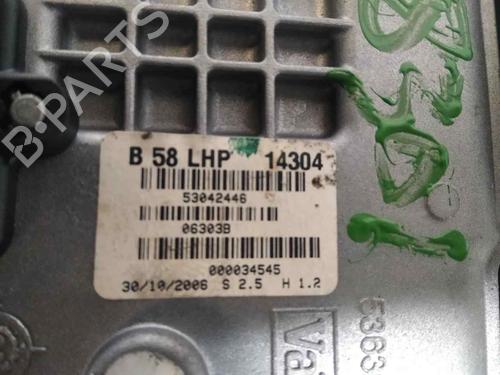 B·PARTS
B 58 LHP 14304
53042446
06303B
000034545
30/10/2006 S 2.5 H 1.2
5363
Va